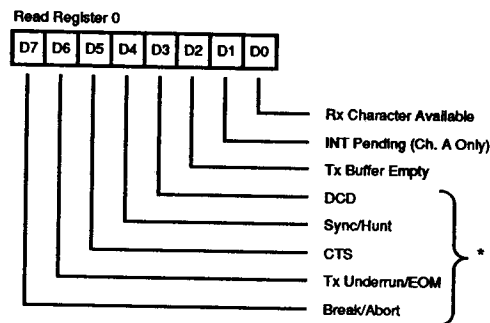 Read Register 0
D7 D6 D5 D4 D3 D2 D1 D0
Rx Character Available
INT Pending (Ch. A Only)
Tx Buffer Empty
DCD
Sync/Hunt
CTS
*
Tx Underrun/EOM
Break/Abort